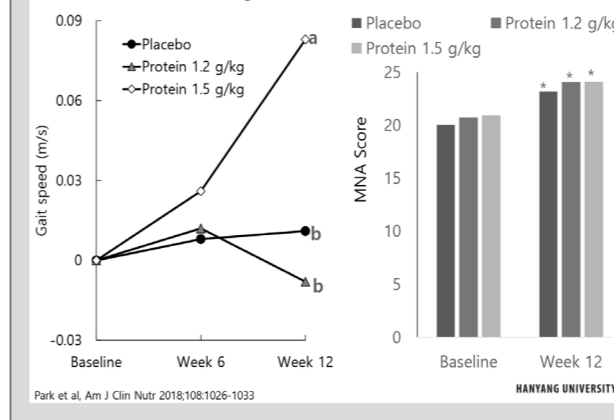 0.09
0.06
0.03
0
-0.03
Gait speed (m/s)
Placebo
Protein 1.2 g/kg
Protein 1.5 g/kg
a
b
b
Baseline
Week 6
Week 12
Placebo
Protein 1.2 g/kg
Protein 1.5 g/kg
25
20
15
10
5
0
MNA Score
*
*
*
Baseline
Week 12
Park et al, Am J Clin Nutr 2018;108:1026-1033
HANYANG UNIVERSITY